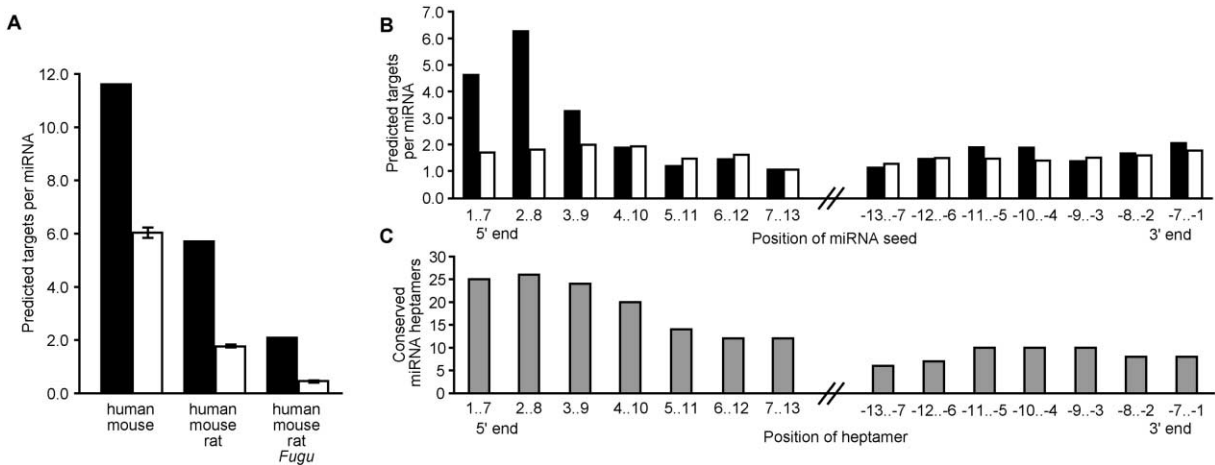 A
Predicted targets per miRNA
12.0
10.0
8.0
6.0
4.0
2.0
0.0
human
mouse
human
mouse
rat
human
mouse
rat
Fugu
B
Predicted targets
per miRNA
7.0
6.0
5.0
4.0
3.0
2.0
1.0
0.0
1..7 2..8 3..9 4..10 5..11 6..12 7..13 -13..-7 -12..-6 -11..-5 -10..-4 -9..-3 -8..-2 -7..-1
5' end Position of miRNA seed 3' end
C
Conserved
miRNA heptamers
30
25
20
15
10
5
0
1..7 2..8 3..9 4..10 5..11 6..12 7..13 -13..-7 -12..-6 -11..-5 -10..-4 -9..-3 -8..-2 -7..-1
5' end Position of heptamer 3' end